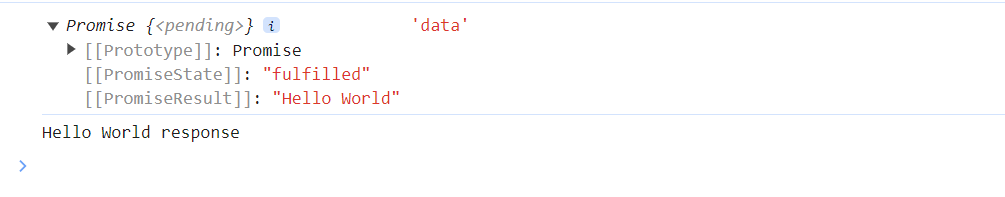 ▼ Promise {<pending>} i 'data'
▶ [[Prototype]]: Promise
[[PromiseState]]: "fulfilled"
[[PromiseResult]]: "Hello World"
Hello World response
>